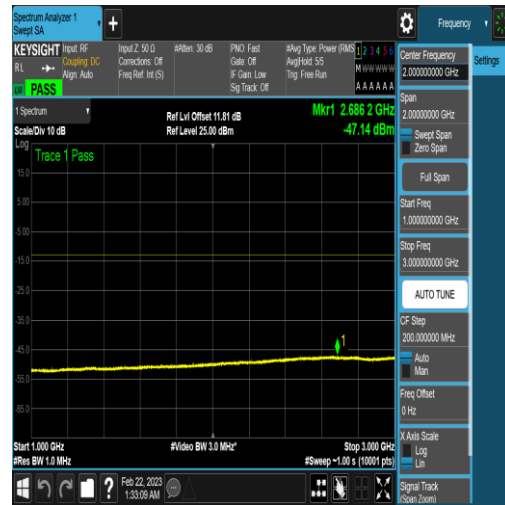 Spectrum Analyzer 1
Swept SA
Frequency
KEYSIGHT
RL
PASS
Input: RF
Coupling: DC
Align: Auto
Input Z: 50 Ω
Corrections: Off
Freq Ref: Int (S)
#Atten: 30 dB
PNO: Fast
Gate: Off
IF Gain: Low
Sig Track: Off
#Avg Type: Power (RMS
Avg|Hold: 5/5
Trig: Free Run
1 2 3 4 5 6
M W W W W W
A A A A A A
1 Spectrum
Scale/Div 10 dB
Ref Lvl Offset 11.81 dB
Ref Level 25.00 dBm
Mkr1 2.686 2 GHz
-47.14 dBm
Log
Trace 1 Pass
15.0
5.00
-5.00
-15.0
-25.0
-35.0
-45.0
-55.0
-65.0
1
Start 1.000 GHz
#Res BW 1.0 MHz
#Video BW 3.0 MHz*
Stop 3.000 GHz
#Sweep ~1.00 s (10001 pts)
Feb 22, 2023
1:33:09 AM
Center Frequency
2.000000000 GHz
Settings
Span
2.00000000 GHz
Swept Span
Zero Span
Full Span
Start Freq
1.000000000 GHz
Stop Freq
3.000000000 GHz
AUTO TUNE
CF Step
200.000000 MHz
Auto
Man
Freq Offset
0 Hz
X Axis Scale
Log
Lin
Signal Track
(Span Zoom)